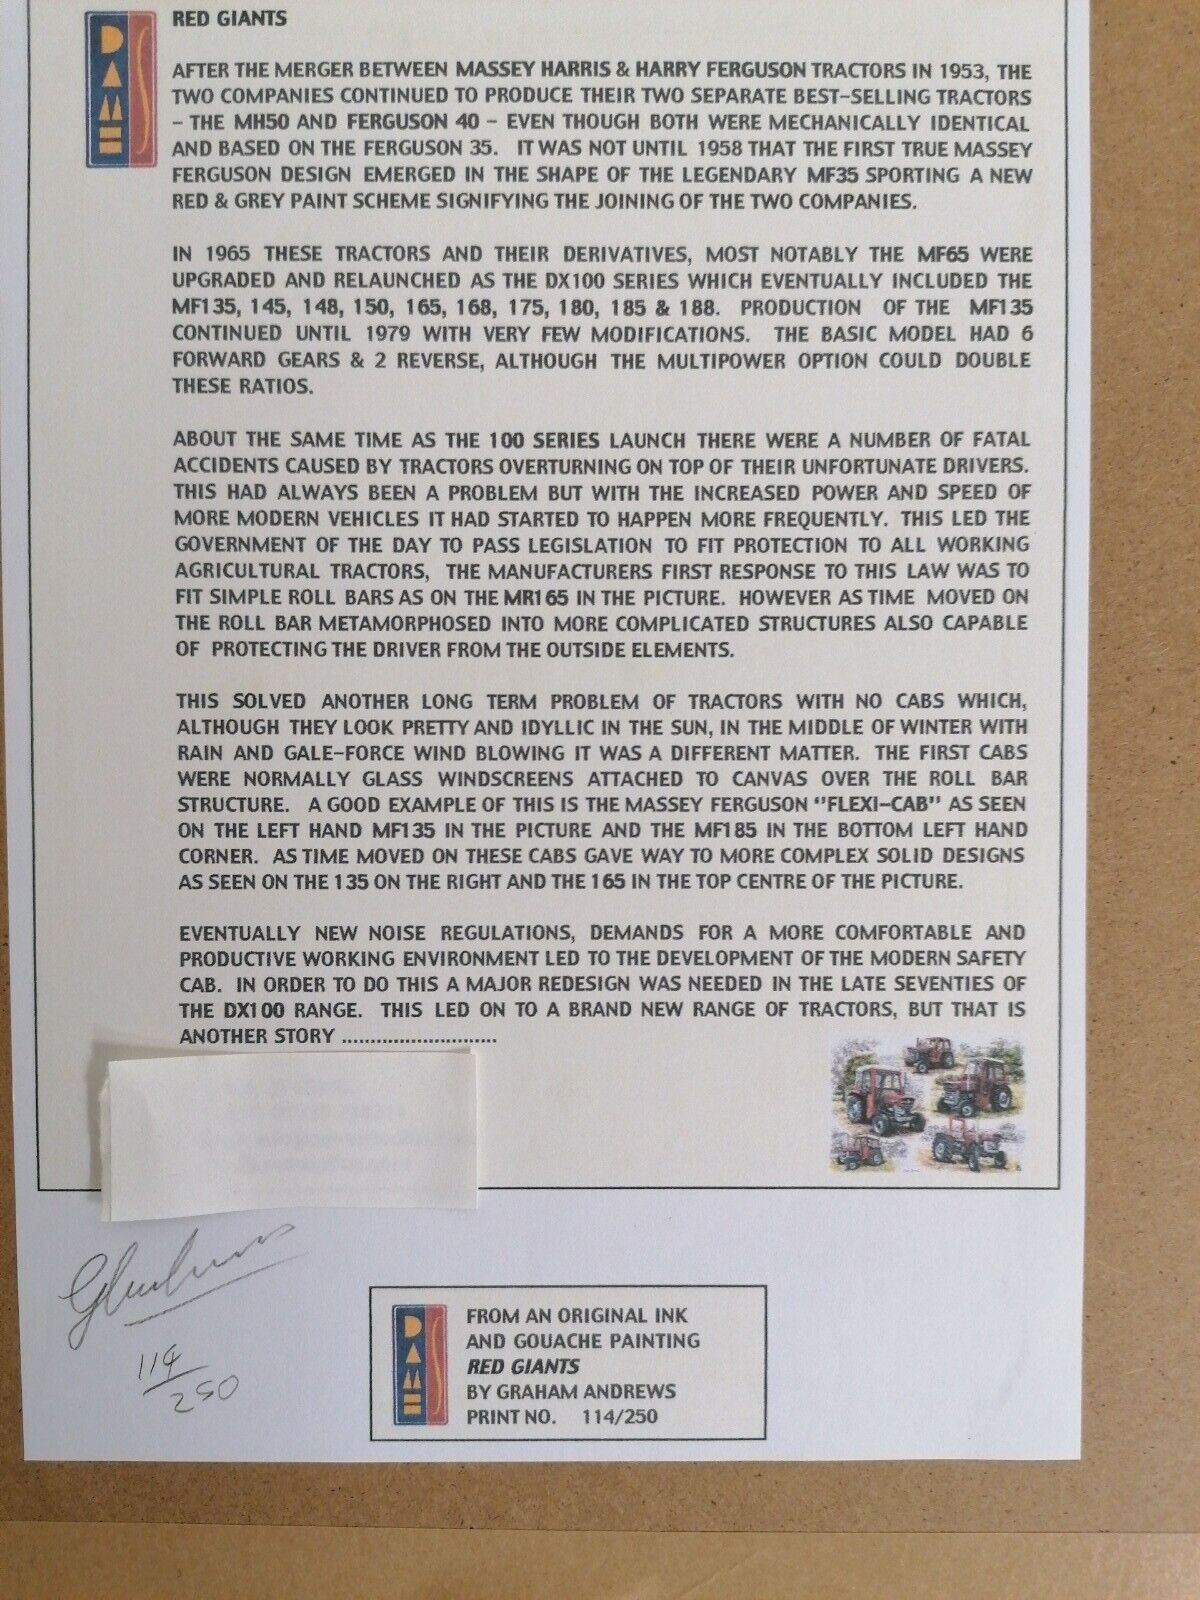 RED GIANTS
DAMES
AFTER THE MERGER BETWEEN MASSEY HARRIS & HARRY FERGUSON TRACTORS IN 1953, THE
TWO COMPANIES CONTINUED TO PRODUCE THEIR TWO SEPARATE BEST-SELLING TRACTORS
- THE MH50 AND FERGUSON 40 - EVEN THOUGH BOTH WERE MECHANICALLY IDENTICAL
AND BASED ON THE FERGUSON 35. IT WAS NOT UNTIL 1958 THAT THE FIRST TRUE MASSEY
FERGUSON DESIGN EMERGED IN THE SHAPE OF THE LEGENDARY MF35 SPORTING A NEW
RED & GREY PAINT SCHEME SIGNIFYING THE JOINING OF THE TWO COMPANIES.
IN 1965 THESE TRACTORS AND THEIR DERIVATIVES, MOST NOTABLY THE MF65 WERE
UPGRADED AND RELAUNCHED AS THE DX100 SERIES WHICH EVENTUALLY INCLUDED THE
MF135, 145, 148, 150, 165, 168, 175, 180, 185 & 188. PRODUCTION OF THE MF135
CONTINUED UNTIL 1979 WITH VERY FEW MODIFICATIONS. THE BASIC MODEL HAD 6
FORWARD GEARS & 2 REVERSE, ALTHOUGH THE MULTIPOWER OPTION COULD DOUBLE
THESE RATIOS.
ABOUT THE SAME TIME AS THE 100 SERIES LAUNCH THERE WERE A NUMBER OF FATAL
ACCIDENTS CAUSED BY TRACTORS OVERTURNING ON TOP OF THEIR UNFORTUNATE DRIVERS.
THIS HAD ALWAYS BEEN A PROBLEM BUT WITH THE INCREASED POWER AND SPEED OF
MORE MODERN VEHICLES IT HAD STARTED TO HAPPEN MORE FREQUENTLY. THIS LED THE
GOVERNMENT OF THE DAY TO PASS LEGISLATION TO FIT PROTECTION TO ALL WORKING
AGRICULTURAL TRACTORS, THE MANUFACTURERS FIRST RESPONSE TO THIS LAW WAS TO
FIT SIMPLE ROLL BARS AS ON THE MR165 IN THE PICTURE. HOWEVER AS TIME MOVED ON
THE ROLL BAR METAMORPHOSED INTO MORE COMPLICATED STRUCTURES ALSO CAPABLE
OF PROTECTING THE DRIVER FROM THE OUTSIDE ELEMENTS.
THIS SOLVED ANOTHER LONG TERM PROBLEM OF TRACTORS WITH NO CABS WHICH,
ALTHOUGH THEY LOOK PRETTY AND IDYLLIC IN THE SUN, IN THE MIDDLE OF WINTER WITH
RAIN AND GALE-FORCE WIND BLOWING IT WAS A DIFFERENT MATTER. THE FIRST CABS
WERE NORMALLY GLASS WINDSCREENS ATTACHED TO CANVAS OVER THE ROLL BAR
STRUCTURE. A GOOD EXAMPLE OF THIS IS THE MASSEY FERGUSON "FLEXI-CAB" AS SEEN
ON THE LEFT HAND MF135 IN THE PICTURE AND THE MF185 IN THE BOTTOM LEFT HAND
CORNER. AS TIME MOVED ON THESE CABS GAVE WAY TO MORE COMPLEX SOLID DESIGNS
AS SEEN ON THE 135 ON THE RIGHT AND THE 165 IN THE TOP CENTRE OF THE PICTURE.
EVENTUALLY NEW NOISE REGULATIONS, DEMANDS FOR A MORE COMFORTABLE AND
PRODUCTIVE WORKING ENVIRONMENT LED TO THE DEVELOPMENT OF THE MODERN SAFETY
CAB. IN ORDER TO DO THIS A MAJOR REDESIGN WAS NEEDED IN THE LATE SEVENTIES OF
THE DX100 RANGE. THIS LED ON TO A BRAND NEW RANGE OF TRACTORS, BUT THAT IS
ANOTHER STORY ............................
114
250
DAMES
FROM AN ORIGINAL INK
AND GOUACHE PAINTING
RED GIANTS
BY GRAHAM ANDREWS
PRINT NO. 114/250